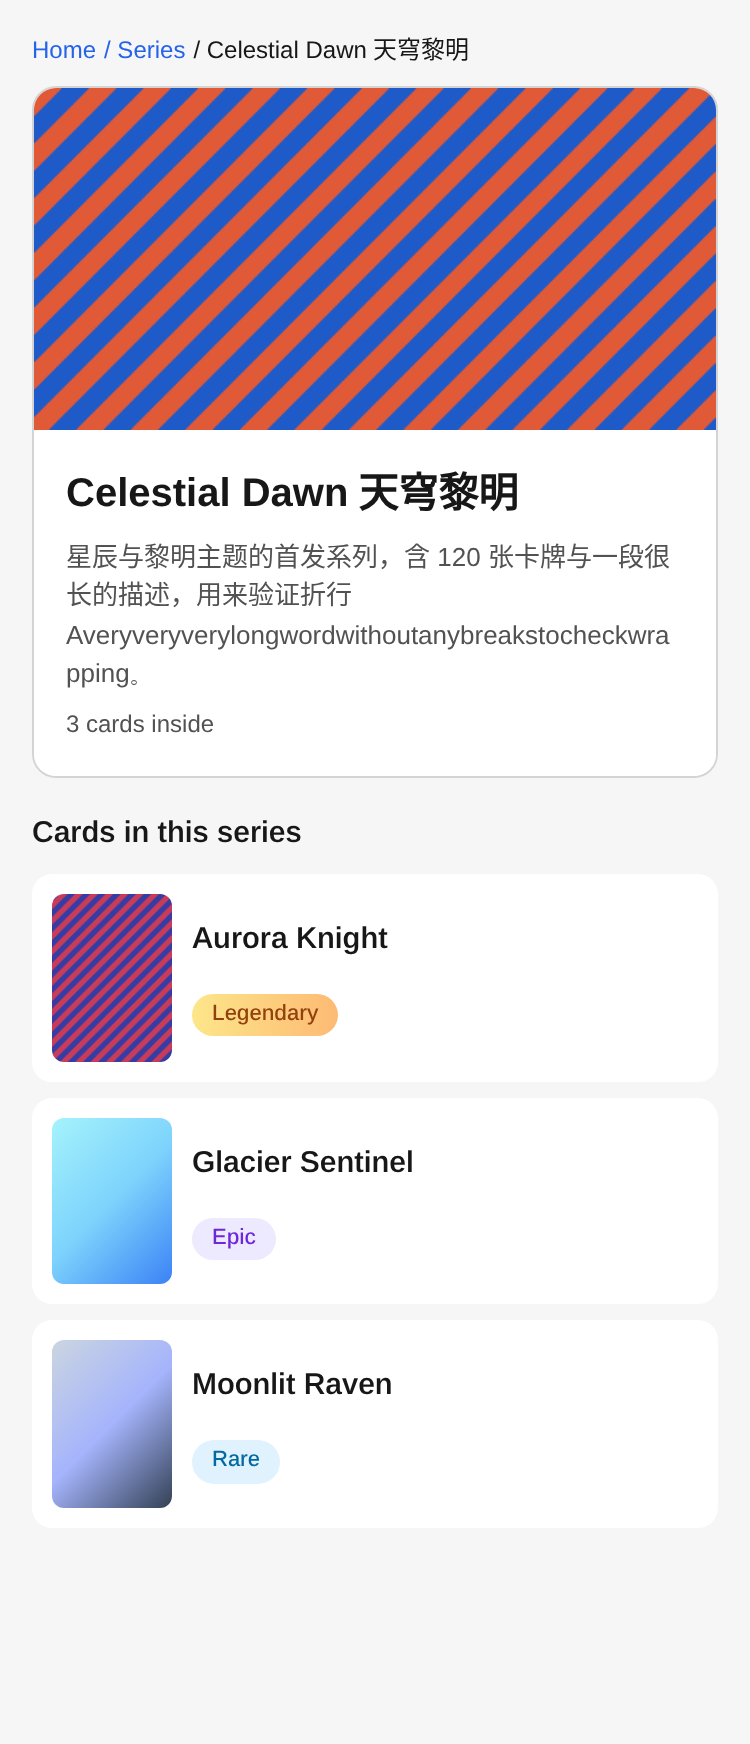 Home / Series / Celestial Dawn 天穹黎明
Celestial Dawn 天穹黎明
星辰与黎明主题的首发系列，含 120 张卡牌与一段很
长的描述，用来验证折行
Averyveryverylongwordwithoutanybreakstocheckwra
pping。
3 cards inside
Cards in this series
Aurora Knight
Legendary
Glacier Sentinel
Epic
Moonlit Raven
Rare